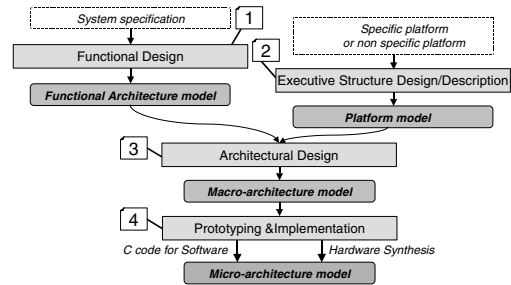 System specification
1
Specific platform
or non specific platform
Functional Design
2
Executive Structure Design/Description
Functional Architecture model
Platform model
3
Architectural Design
Macro-architecture model
4
Prototyping &Implementation
C code for Software
Hardware Synthesis
Micro-architecture model